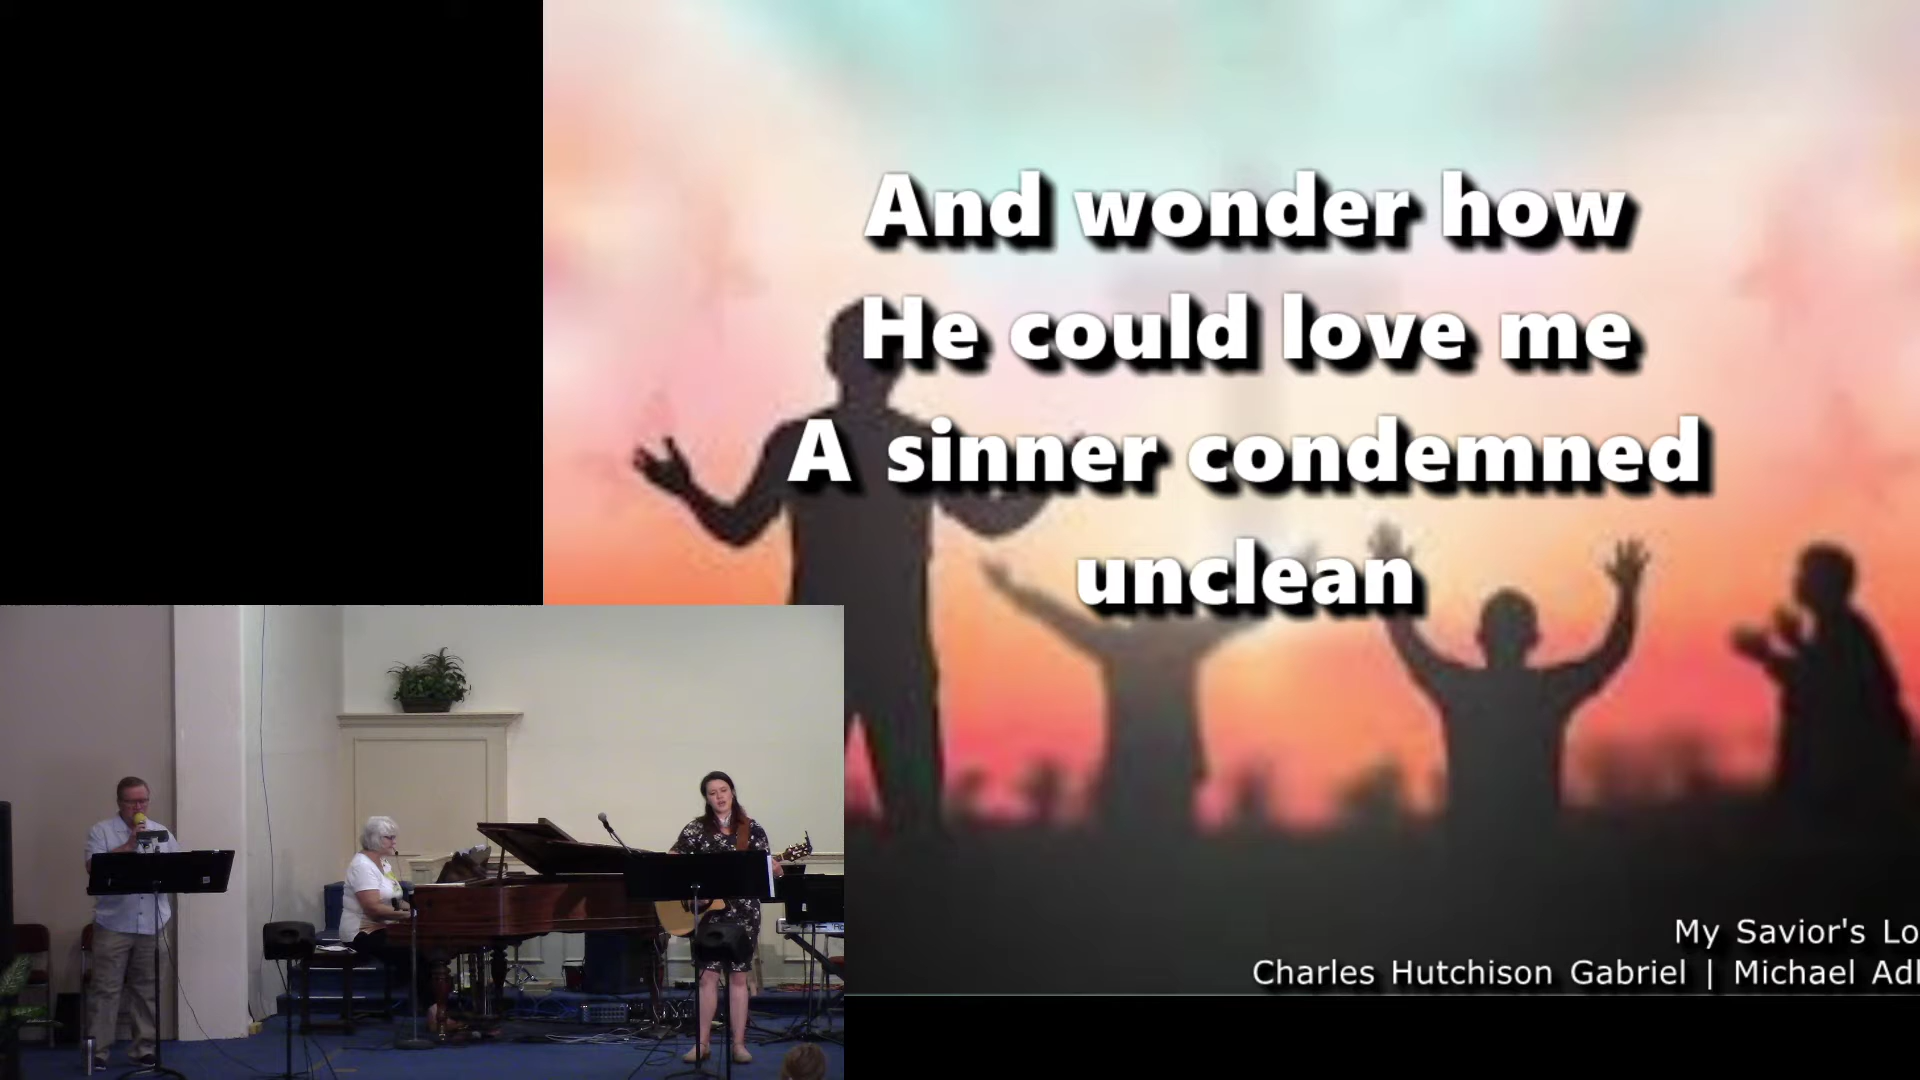 And wonder how
He could love me
A sinner condemned
unclean
My Savior's Lo
Charles Hutchison Gabriel | Michael Adl